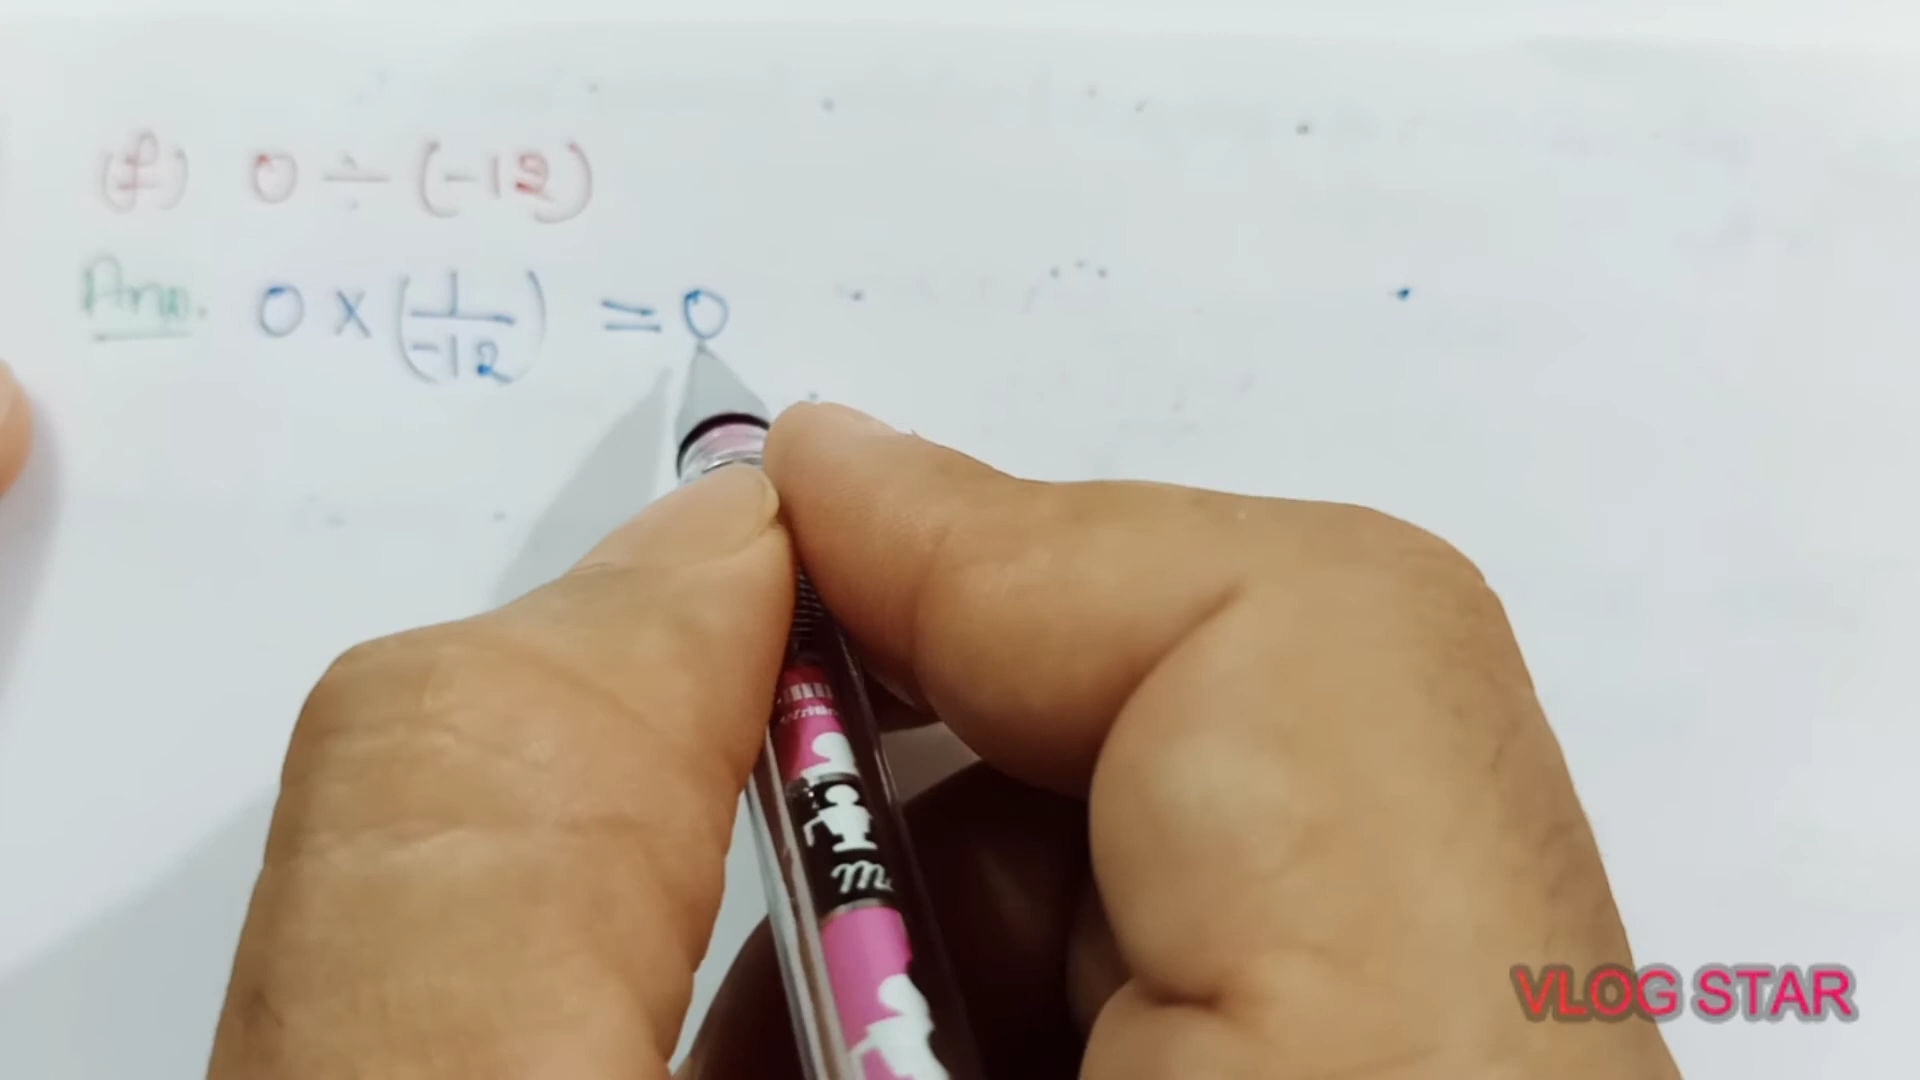 (f) 0 ÷ (-12)
Ans. 0 × (1/-12) = 0
VLOG STAR